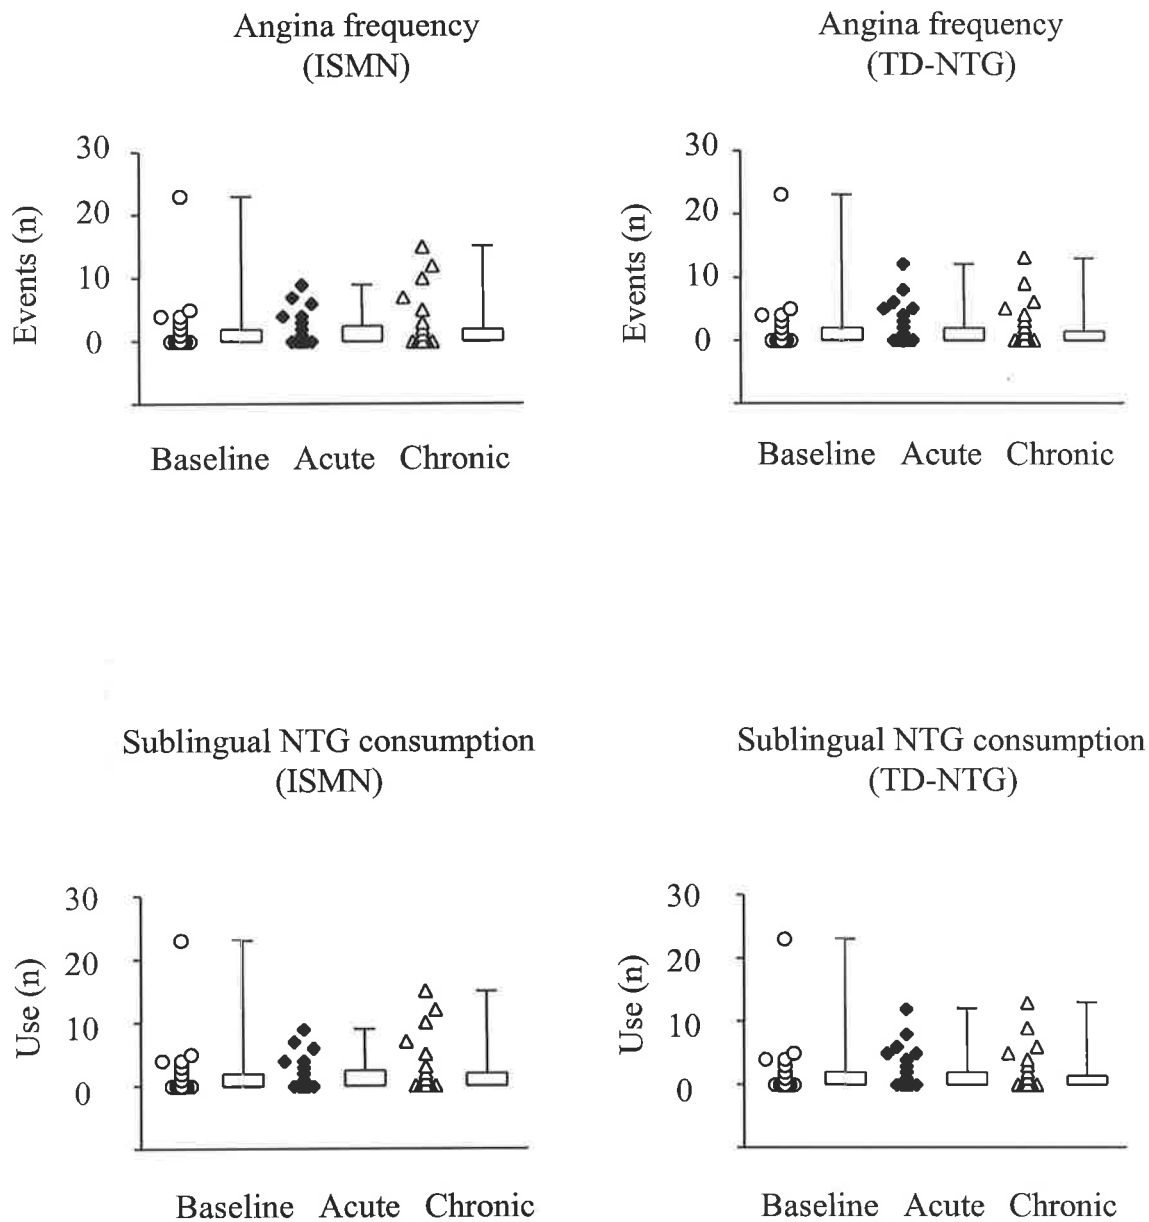 Angina frequency
(ISMN)
30
20
10
0
Events (n)
Baseline Acute Chronic
Angina frequency
(TD-NTG)
30
20
10
0
Events (n)
Baseline Acute Chronic
Sublingual NTG consumption
(ISMN)
30
20
10
0
Use (n)
Baseline Acute Chronic
Sublingual NTG consumption
(TD-NTG)
30
20
10
0
Use (n)
Baseline Acute Chronic